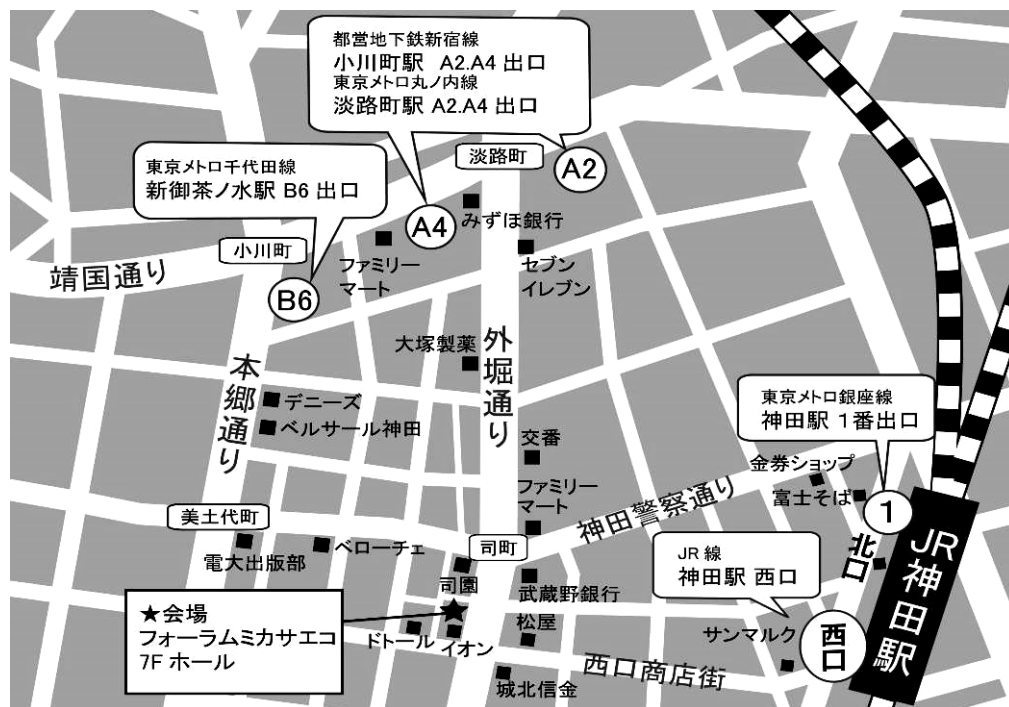 都営地下鉄新宿線
小川町駅 A2.A4 出口
東京メトロ丸ノ内線
淡路町駅 A2.A4 出口
淡路町
A2
東京メトロ千代田線
新御茶ノ水駅 B6 出口
みずほ銀行
A4
小川町
靖国通り
ファミリー
マート
セブン
イレブン
B6
大塚製薬
外堀通り
本郷通り
デニーズ
ベルサール神田
東京メトロ銀座線
神田駅 1番出口
交番
金券ショップ
ファミリー
マート
富士そば
神田警察通り
1
美土代町
司町
北口
JR神田駅
電大出版部
ベローチェ
JR 線
神田駅 西口
司園
武蔵野銀行
★会場
フォーラムミカサエコ
7F ホール
ドトール
イオン
松屋
サンマルク
西口
西口商店街
城北信金